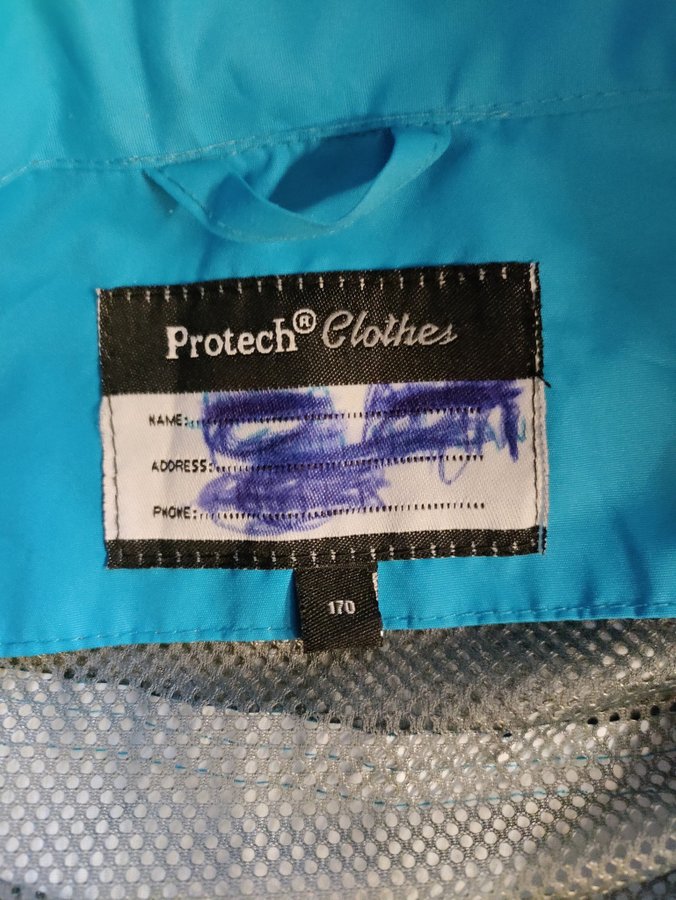 Protech® Clothes
NAME:
ADDRESS:
PHONE:
170